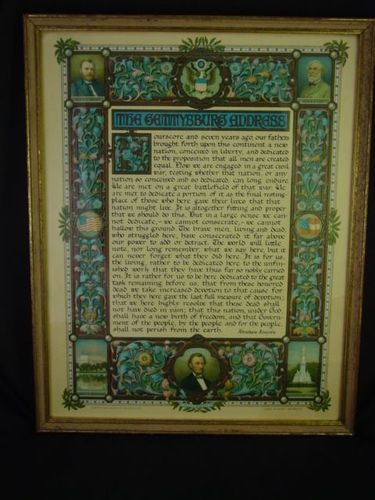 THE GETTYSBURG ADDRESS
Fourscore and seven years ago, our fathers
brought forth upon this continent a new
nation, conceived in liberty, and dedicated
to the proposition that all men are created
equal. Now we are engaged in a great civil
war, testing whether that nation, or any
nation so conceived and so dedicated, can long endure.
We are met on a great battlefield of that war. We
are met to dedicate a portion of it as the final resting
place of those who here gave their lives that that
nation might live. It is altogether fitting and proper
that we should do this. But in a large sense we can-
not dedicate,-we cannot consecrate,-we cannot
hallow this ground. The brave men, living and dead
who struggled here, have consecrated it far above
our power to add or detract. The world will little
note, nor long remember, what we say here, but it
can never forget what they did here. It is for us,
the living, rather to be dedicated here to the unfin-
ished work that they have thus far so nobly carried
on. It is rather for us to be here dedicated to the great
task remaining before us, that from these honored
dead we take increased devotion to that cause for
which they here gave the last full measure of devotion;
that we here highly resolve that these dead shall
not have died in vain; that this nation, under God,
shall have a new birth of freedom, and that Govern-
ment of the people, by the people and for the people,
shall not perish from the earth.
Abraham Lincoln